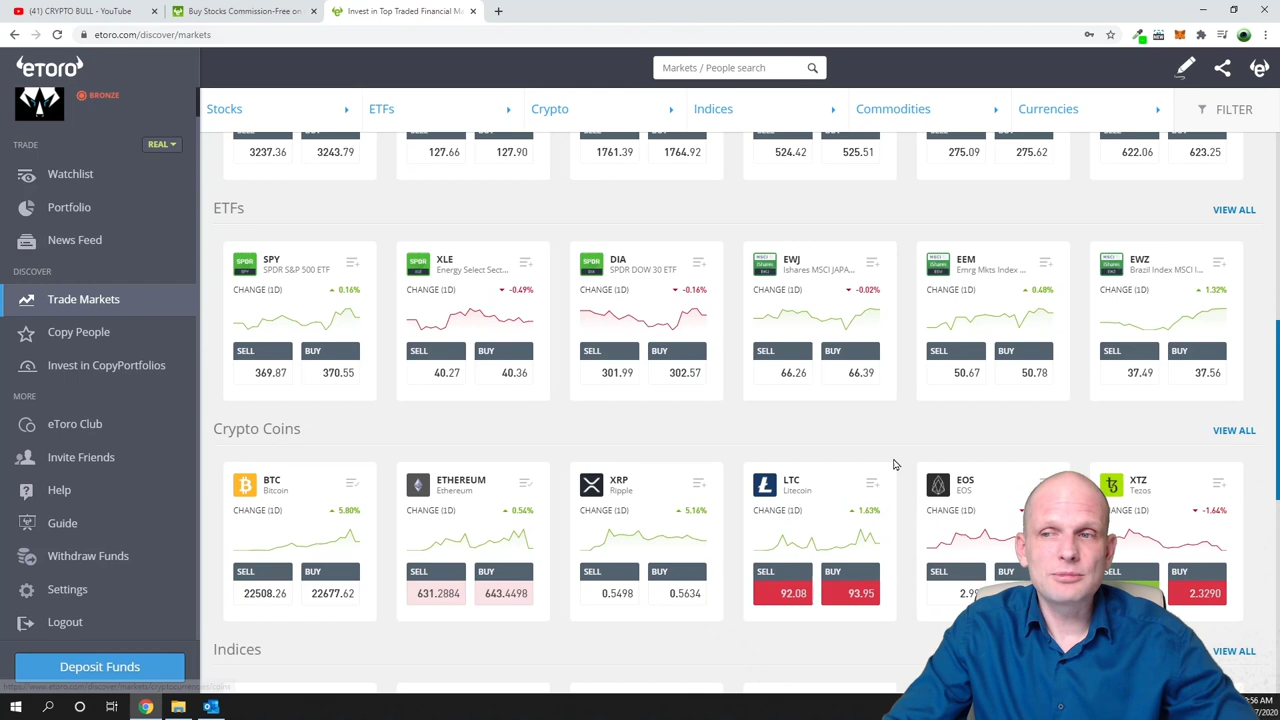 (41) CRYPTO BULL - YouTube
Buy Stocks Commission-Free on
Invest in Top Traded Financial Ma
etoro.com/discover/markets
eToro
BRONZE
Markets / People search
Stocks ETFs Crypto Indices Commodities Currencies FILTER
TRADE REAL
Watchlist
Portfolio
News Feed
DISCOVER
Trade Markets
Copy People
Invest in CopyPortfolios
MORE
eToro Club
Invite Friends
Help
Guide
Withdraw Funds
Settings
Logout
Deposit Funds
https://www.etoro.com/discover/markets/cryptocurrencies/coins
3237.36 3243.79 127.66 127.90 1761.39 1764.92 524.42 525.51 275.09 275.62 622.06 623.25
ETFs VIEW ALL
SPY XLE DIA EWJ EEM EWZ
SPDR S&P 500 ETF Energy Select Sect... SPDR DOW 30 ETF Ishares MSCI JAPA... Emrg Mkts Index ... Brazil Index MSCI I...
CHANGE (1D) 0.16% CHANGE (1D) -0.49% CHANGE (1D) -0.16% CHANGE (1D) -0.02% CHANGE (1D) 0.48% CHANGE (1D) 1.32%
SELL BUY SELL BUY SELL BUY SELL BUY SELL BUY SELL BUY
369.87 370.55 40.27 40.36 301.99 302.57 66.26 66.39 50.67 50.78 37.49 37.56
Crypto Coins VIEW ALL
BTC ETHEREUM XRP LTC EOS XTZ
Bitcoin Ethereum Ripple Litecoin EOS Tezos
CHANGE (1D) 5.80% CHANGE (1D) 0.54% CHANGE (1D) 5.16% CHANGE (1D) 1.63% CHANGE (1D) -1.64%
SELL BUY SELL BUY SELL BUY SELL BUY SELL BUY
22508.26 22677.62 631.2884 643.4498 0.5498 0.5634 92.08 93.95 2.3290
Indices VIEW ALL